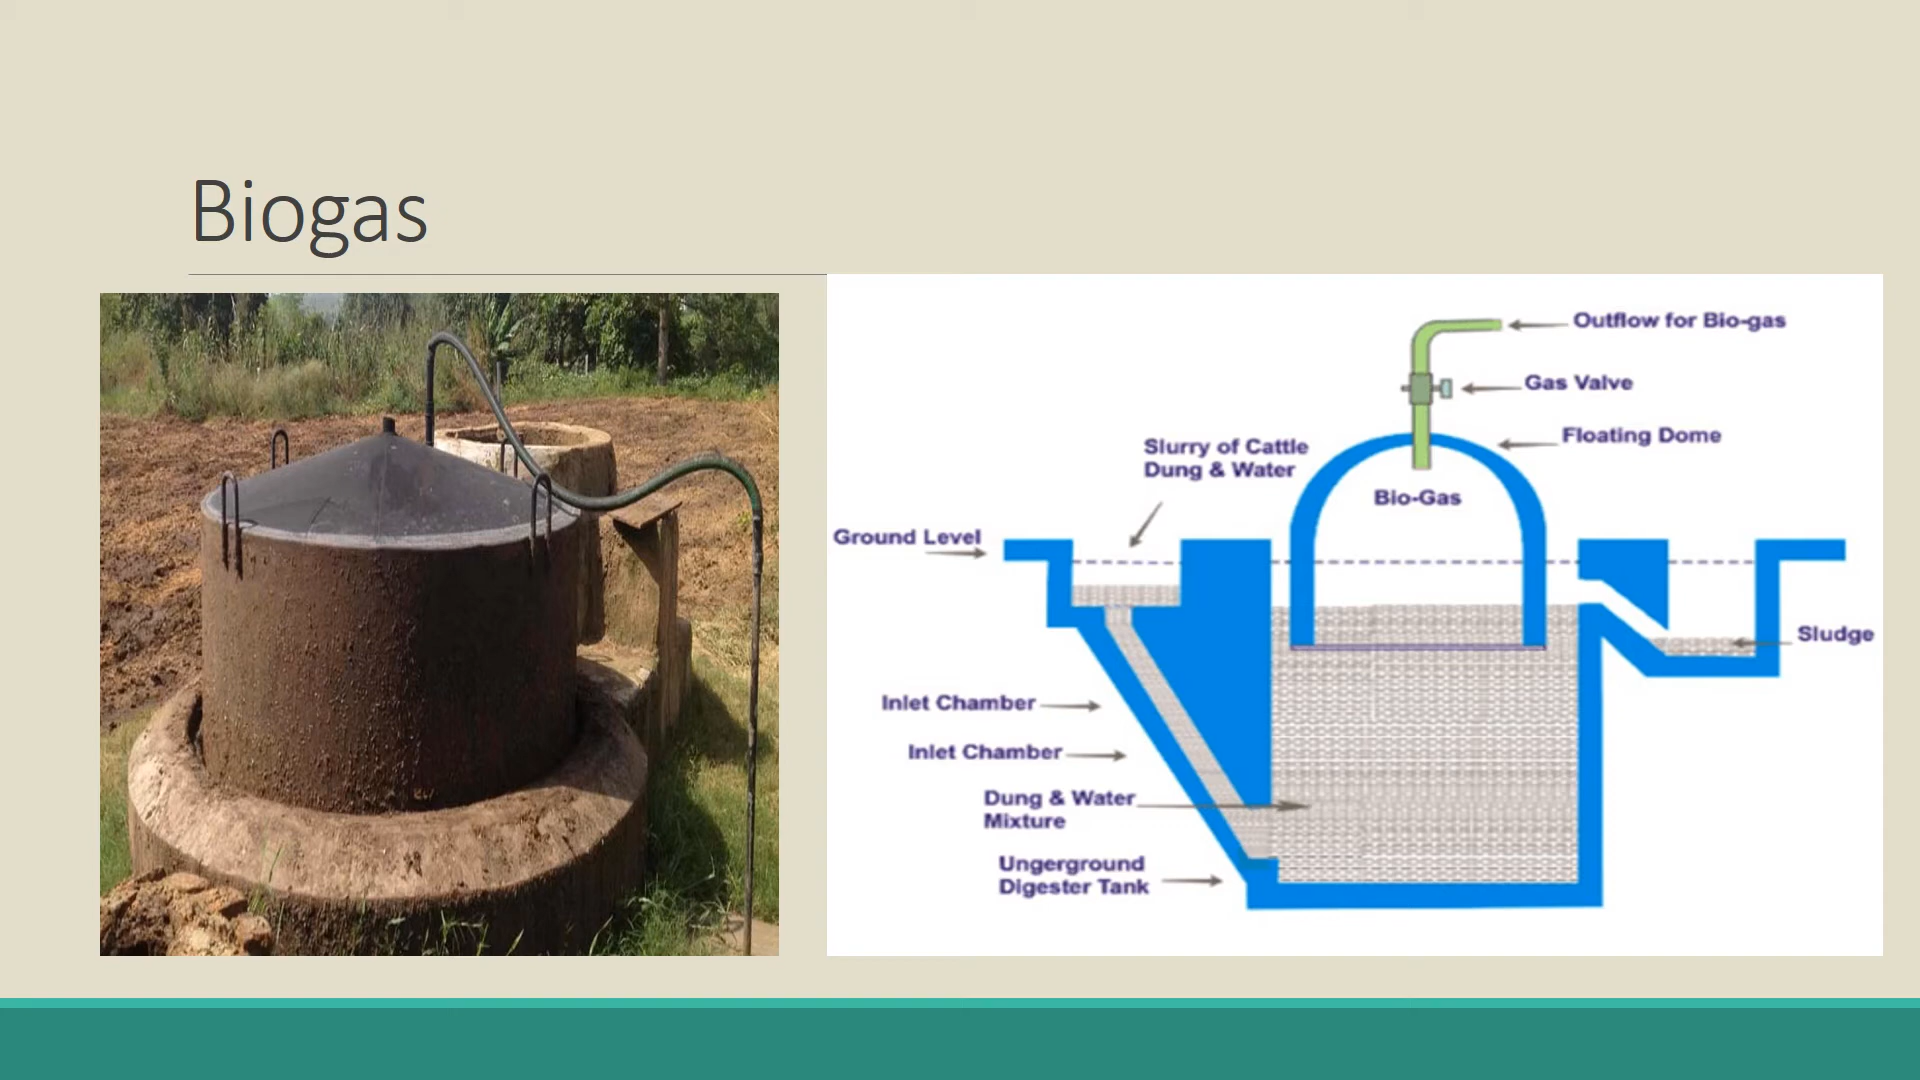 Biogas
Outflow for Bio-gas
Gas Valve
Floating Dome
Slurry of Cattle
Dung & Water
Bio-Gas
Ground Level
Sludge
Inlet Chamber
Inlet Chamber
Dung & Water
Mixture
Ungerground
Digester Tank